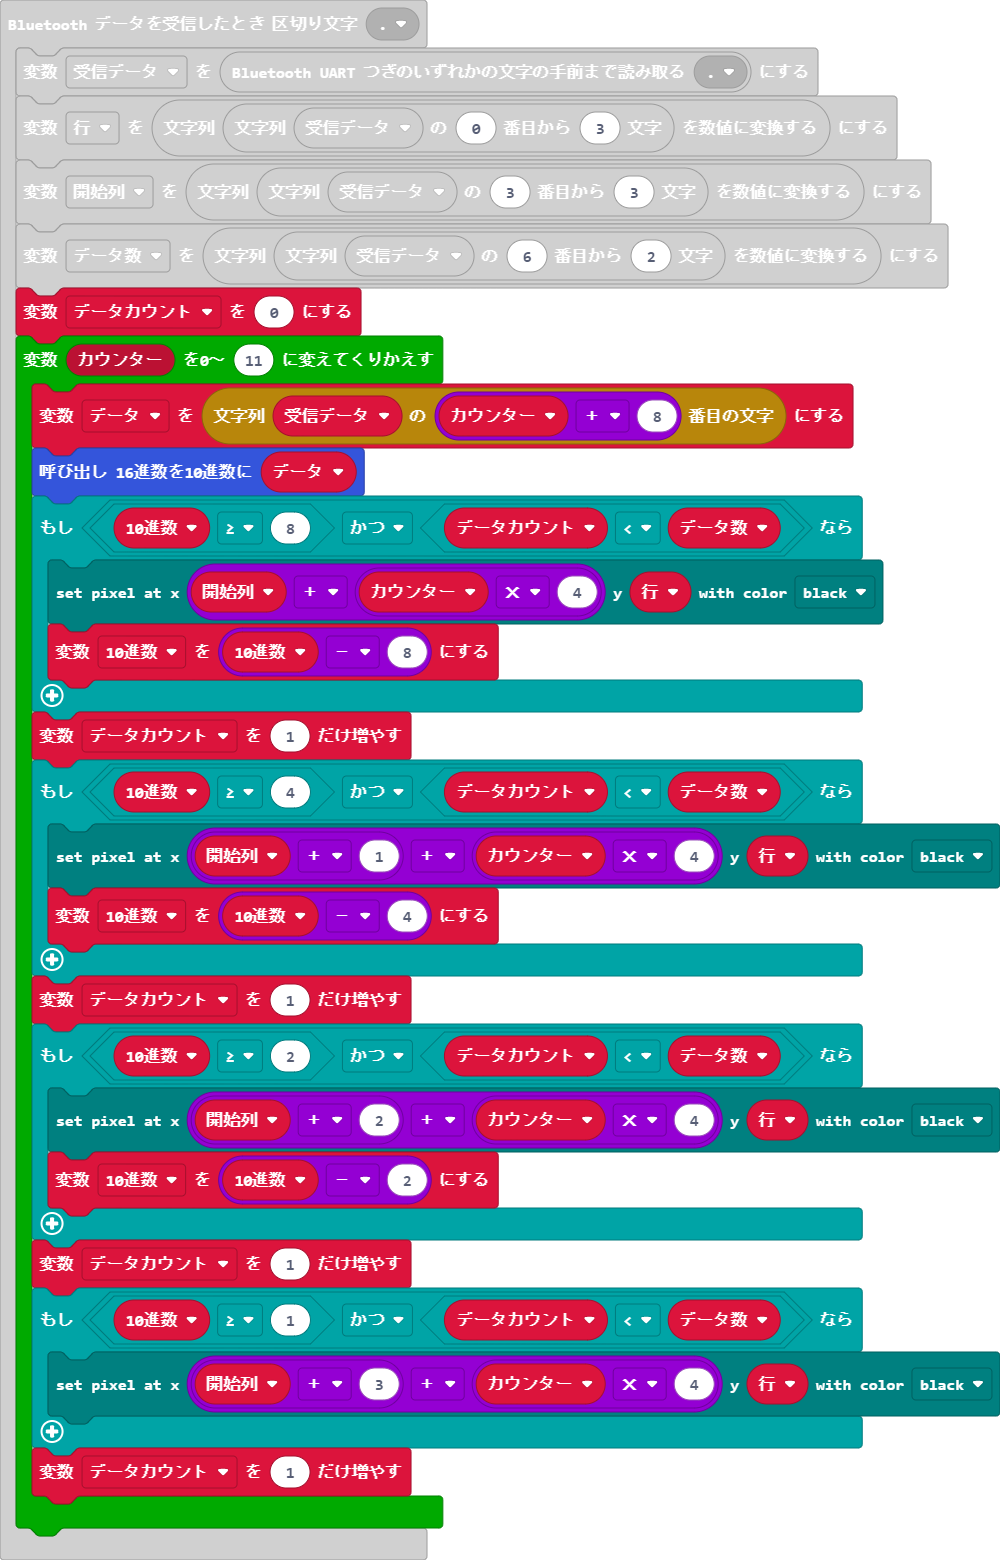 Bluetooth データを受信したとき 区切り文字 .
変数 受信データ を Bluetooth UART つぎのいずれかの文字の手前まで読み取る . にする
変数 行 を 文字列 文字列 受信データ の 0 番目から 3 文字 を数値に変換する にする
変数 開始列 を 文字列 文字列 受信データ の 3 番目から 3 文字 を数値に変換する にする
変数 データ数 を 文字列 文字列 受信データ の 6 番目から 2 文字 を数値に変換する にする
変数 データカウント を 0 にする
変数 カウンター を0～ 11 に変えてくりかえす
変数 データ を 文字列 受信データ の カウンター + 8 番目の文字 にする
呼び出し 16進数を10進数に データ
もし 10進数 ≥ 8 かつ データカウント < データ数 なら
set pixel at x 開始列 + カウンター × 4 y 行 with color black
変数 10進数 を 10進数 - 8 にする
変数 データカウント を 1 だけ増やす
もし 10進数 ≥ 4 かつ データカウント < データ数 なら
set pixel at x 開始列 + 1 + カウンター × 4 y 行 with color black
変数 10進数 を 10進数 - 4 にする
変数 データカウント を 1 だけ増やす
もし 10進数 ≥ 2 かつ データカウント < データ数 なら
set pixel at x 開始列 + 2 + カウンター × 4 y 行 with color black
変数 10進数 を 10進数 - 2 にする
変数 データカウント を 1 だけ増やす
もし 10進数 ≥ 1 かつ データカウント < データ数 なら
set pixel at x 開始列 + 3 + カウンター × 4 y 行 with color black
変数 データカウント を 1 だけ増やす